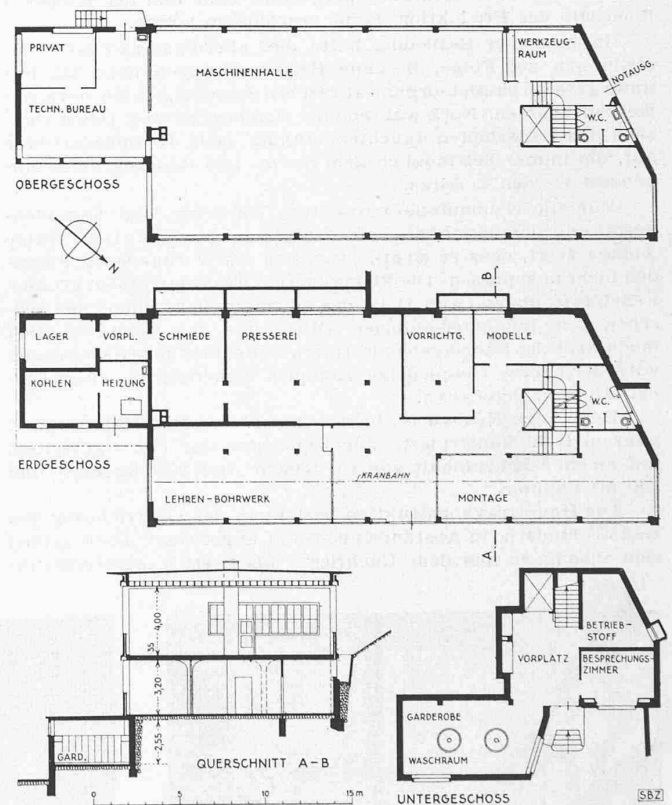 PRIVAT
TECHN. BUREAU
MASCHINENHALLE
WERKZEUG-
RAUM
NOTAUSG.
W.C.
OBERGESCHOSS
N
B
LAGER
VORPL.
SCHMIEDE
PRESSEREI
VORRICHTG.
MODELLE
KOHLEN
HEIZUNG
W.C.
ERDGESCHOSS
LEHREN-BOHRWERK
KRANBAHN
MONTAGE
A
35
4,00
3,20
2,55
GARD.
QUERSCHNITT A-B
0 5 10 15 m
BETRIEB-
STOFF
VORPLATZ
BESPRECHUNGS-
ZIMMER
GARDEROBE
WASCHRAUM
UNTERGESCHOSS
SBZ